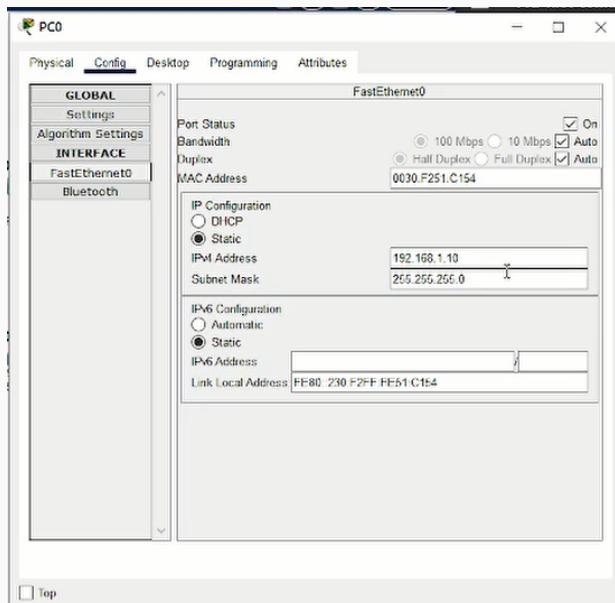 PC0
Physical Config Desktop Programming Attributes
GLOBAL
Settings
Algorithm Settings
INTERFACE
FastEthernet0
Bluetooth
FastEthernet0
Port Status On
Bandwidth 100 Mbps 10 Mbps Auto
Duplex Half Duplex Full Duplex Auto
MAC Address 0030.F251.C154
IP Configuration
DHCP
Static
IPv4 Address 192.168.1.10
Subnet Mask 255.255.255.0
IPv6 Configuration
Automatic
Static
IPv6 Address /
Link Local Address: FE80::230:F2FF:FE51:C154
Top